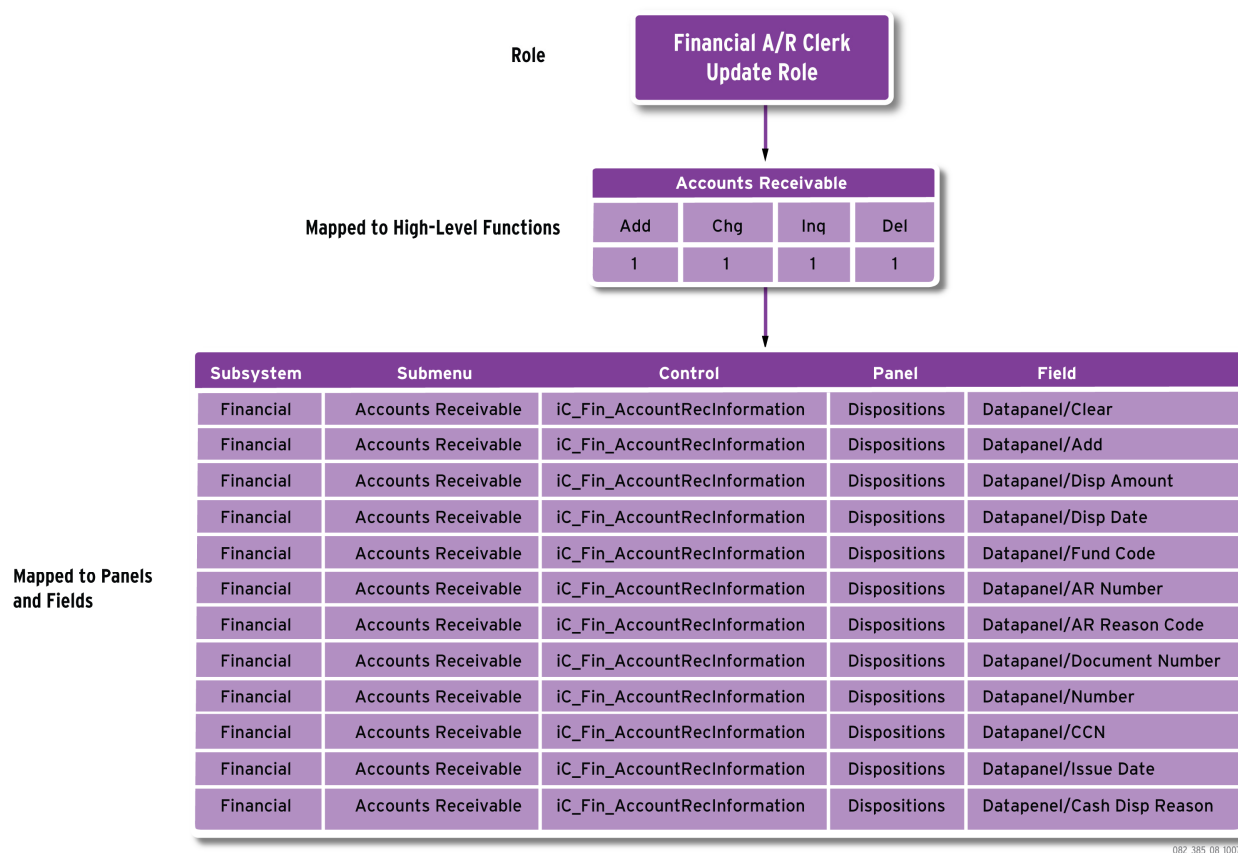 Role
Financial A/R Clerk
Update Role
Accounts Receivable
Mapped to High-Level Functions
Add Chg Inq Del
1 1 1 1
Subsystem Submenu Control Panel Field
Financial Accounts Receivable iC_Fin_AccountRecInformation Dispositions Datapanel/Clear
Financial Accounts Receivable iC_Fin_AccountRecInformation Dispositions Datapanel/Add
Financial Accounts Receivable iC_Fin_AccountRecInformation Dispositions Datapanel/Disp Amount
Financial Accounts Receivable iC_Fin_AccountRecInformation Dispositions Datapanel/Disp Date
Financial Accounts Receivable iC_Fin_AccountRecInformation Dispositions Datapanel/Fund Code
Mapped to Panels
and Fields
Financial Accounts Receivable iC_Fin_AccountRecInformation Dispositions Datapanel/AR Number
Financial Accounts Receivable iC_Fin_AccountRecInformation Dispositions Datapanel/AR Reason Code
Financial Accounts Receivable iC_Fin_AccountRecInformation Dispositions Datapanel/Document Number
Financial Accounts Receivable iC_Fin_AccountRecInformation Dispositions Datapanel/Number
Financial Accounts Receivable iC_Fin_AccountRecInformation Dispositions Datapanel/CCN
Financial Accounts Receivable iC_Fin_AccountRecInformation Dispositions Datapanel/Issue Date
Financial Accounts Receivable iC_Fin_AccountRecInformation Dispositions Datapenel/Cash Disp Reason
082_385_08_1007